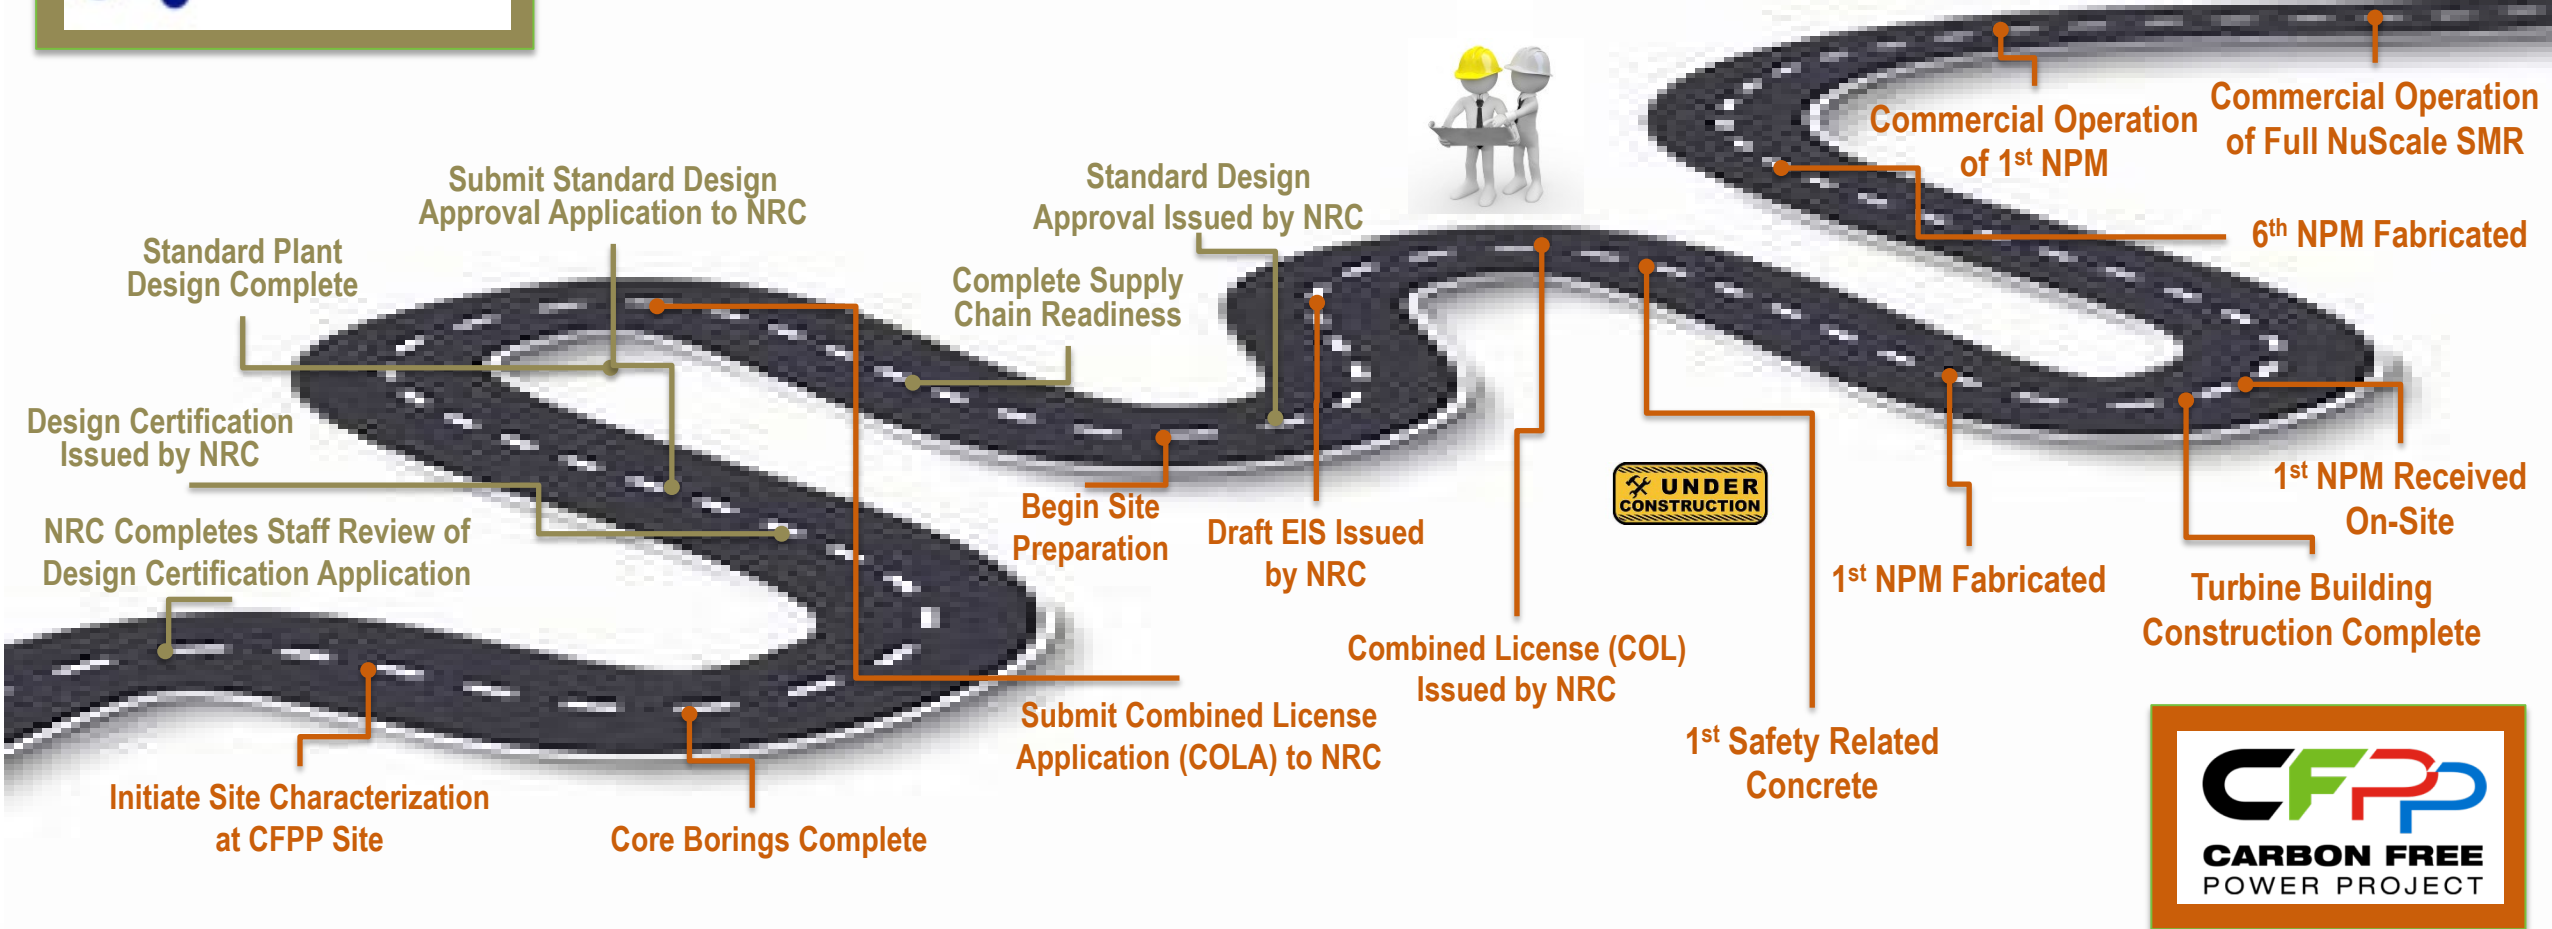 Commercial Operation
of Full NuScale SMR
Commercial Operation
of 1st NPM
Submit Standard Design
Approval Application to NRC
Standard Design
Approval Issued by NRC
6th NPM Fabricated
Standard Plant
Design Complete
Complete Supply
Chain Readiness
Design Certification
Issued by NRC
NRC Completes Staff Review of
Design Certification Application
Begin Site
Preparation
Draft EIS Issued
by NRC
UNDER
CONSTRUCTION
1st NPM Received
On-Site
1st NPM Fabricated
Turbine Building
Construction Complete
Combined License (COL)
Issued by NRC
Submit Combined License
Application (COLA) to NRC
1st Safety Related
Concrete
Initiate Site Characterization
at CFPP Site
Core Borings Complete
CFPP
CARBON FREE
POWER PROJECT